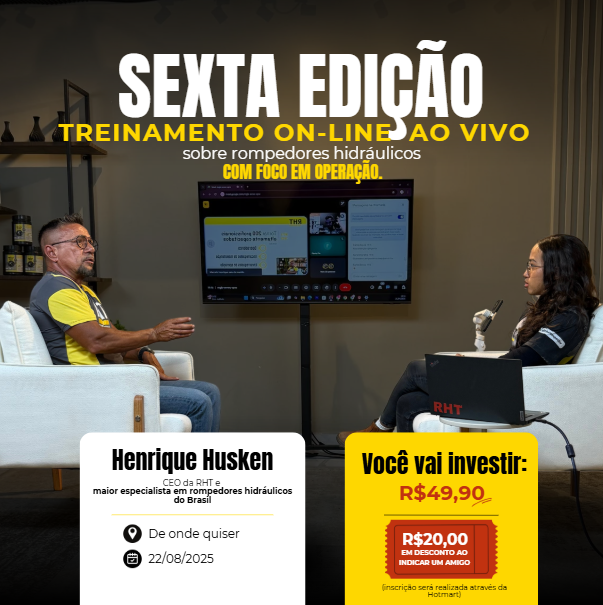 SEXTA EDIÇÃO
TREINAMENTO ON-LINE AO VIVO
sobre rompedores hidráulicos
COM FOCO EM OPERAÇÃO.
RHT
RHT
Henrique Husken
CEO da RHT e
maior especialista em rompedores hidráulicos
do Brasil
De onde quiser
22/08/2025
Você vai investir:
R$49,90
R$20,00
EM DESCONTO AO
INDICAR UM AMIGO
(inscrição será realizada através da
Hotmart)